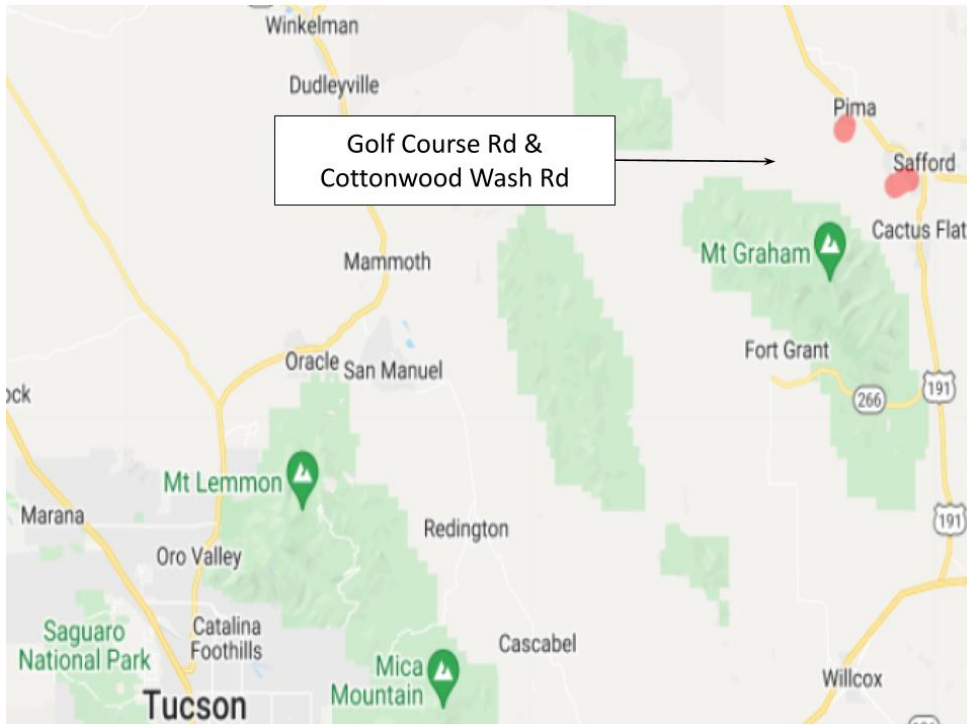 Winkelman
Dudleyville
Pima
Golf Course Rd &
Cottonwood Wash Rd
Safford
Cactus Flat
Mt Graham
Mammoth
Fort Grant
Oracle
San Manuel
191
266
ock
Mt Lemmon
Marana
Redington
191
Oro Valley
Catalina
Foothills
Saguaro
National Park
Cascabel
Mica
Mountain
Willcox
Tucson